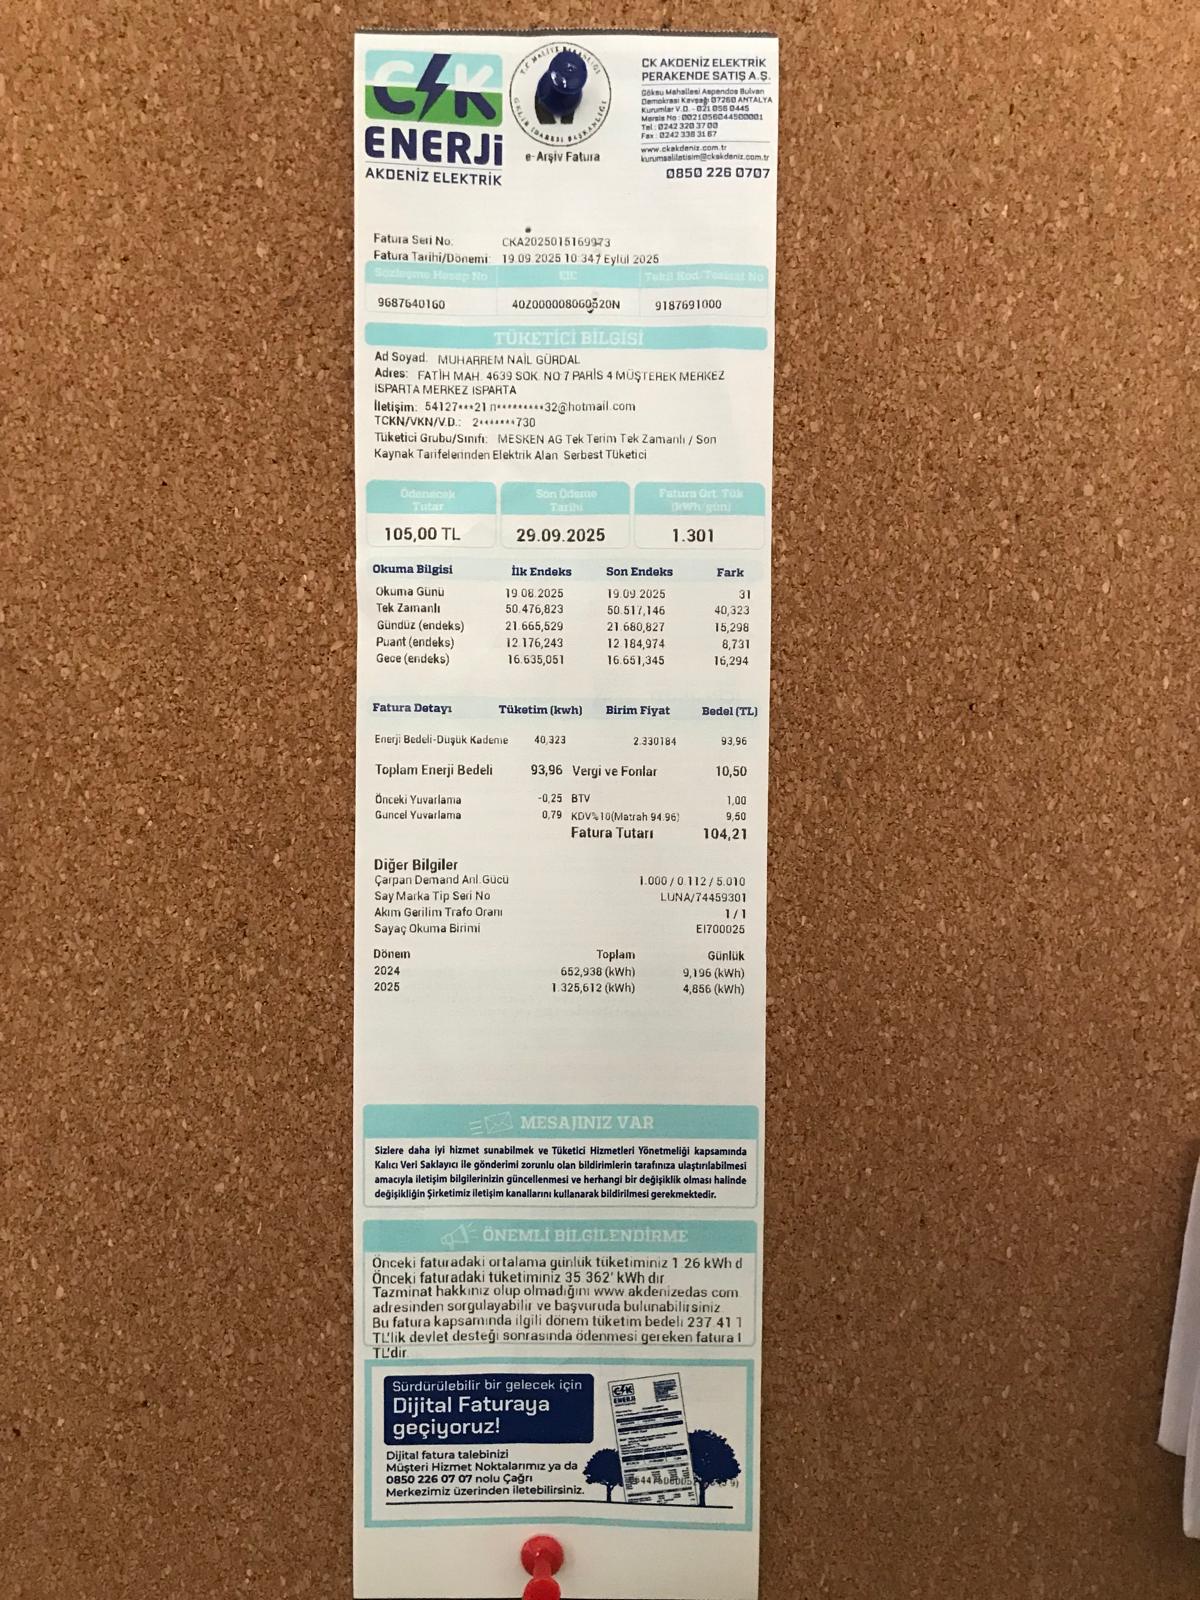 CK
ENERJi
AKDENİZ ELEKTRİK
T.C. MALİYE BAKANLIĞI
GELİR İDARESİ BAŞKANLIĞI
e-Arşiv Fatura
CK AKDENİZ ELEKTRİK
PERAKENDE SATIŞ A.Ş.
Göksu Mahallesi Aspendos Bulvarı
Demokrasi Kavşağı 07260 ANTALYA
Kurumlar V.D. - 021 056 0445
Mersis No : 0021056044500001
Tel : 0242 320 37 00
Fax : 0242 338 31 67
www.ckakdeniz.com.tr
kurumsaliletisim@ckakdeniz.com.tr
0850 226 0707
Fatura Seri No: CKA2025015169973
Fatura Tarihi/Dönemi: 19.09.2025 10:34 / Eylül 2025
Sözleşme Hesap No EIC Tekil Kod/Tesisat No
9687640160 40Z000008060520N 9187691000
TÜKETİCİ BİLGİSİ
Ad Soyad: MUHARREM NAİL GÜRDAL
Adres: FATİH MAH. 4639 SOK. NO:7 PARİS 4 MÜŞTEREK MERKEZ
ISPARTA MERKEZ ISPARTA
İletişim: 54127***21 n*********32@hotmail.com
TCKN/VKN/V.D.: 2*******730
Tüketici Grubu/Sınıfı: MESKEN AG Tek Terim Tek Zamanlı / Son
Kaynak Tarifelerinden Elektrik Alan Serbest Tüketici
Ödenecek Tutar Son Ödeme Tarihi Fatura Ort. Tük (kWh/gün)
105,00 TL 29.09.2025 1.301
Okuma Bilgisi İlk Endeks Son Endeks Fark
Okuma Günü 19.08.2025 19.09.2025 31
Tek Zamanlı 50.476,823 50.517,146 40,323
Gündüz (endeks) 21.665,529 21.680,827 15,298
Puant (endeks) 12.176,243 12.184,974 8,731
Gece (endeks) 16.635,051 16.651,345 16,294
Fatura Detayı Tüketim (kwh) Birim Fiyat Bedel (TL)
Enerji Bedeli-Düşük Kademe 40,323 2.330184 93,96
Toplam Enerji Bedeli 93,96 Vergi ve Fonlar 10,50
Önceki Yuvarlama -0,25 BTV 1,00
Güncel Yuvarlama 0,79 KDV%10(Matrah 94.96) 9,50
Fatura Tutarı 104,21
Diğer Bilgiler
Çarpan Demand Anl.Gücü 1.000 / 0.112 / 5.010
Say Marka Tip Seri No LUNA/74459301
Akım Gerilim Trafo Oranı 1 / 1
Sayaç Okuma Birimi EI700025
Dönem Toplam Günlük
2024 652,938 (kWh) 9,196 (kWh)
2025 1.325,612 (kWh) 4,856 (kWh)
MESAJINIZ VAR
Sizlere daha iyi hizmet sunabilmek ve Tüketici Hizmetleri Yönetmeliği kapsamında
Kalıcı Veri Saklayıcı ile gönderimi zorunlu olan bildirimlerin tarafınıza ulaştırılabilmesi
amacıyla iletişim bilgilerinizin güncellenmesi ve herhangi bir değişiklik olması halinde
değişikliğin Şirketimiz iletişim kanallarını kullanarak bildirilmesi gerekmektedir.
ÖNEMLİ BİLGİLENDİRME
Önceki faturadaki ortalama günlük tüketiminiz 1.26 kWh d
Önceki faturadaki tüketiminiz 35.362' kWh dır
Tazminat hakkınız olup olmadığını www.akdenizedas.com
adresinden sorgulayabilir ve başvuruda bulunabilirsiniz.
Bu fatura kapsamında ilgili dönem tüketim bedeli 237.41 T
TL'lik devlet desteği sonrasında ödenmesi gereken fatura t
TL'dir.
Sürdürülebilir bir gelecek için
Dijital Faturaya
geçiyoruz!
Dijital fatura talebinizi
Müşteri Hizmet Noktalarımız ya da
0850 226 07 07 nolu Çağrı
Merkezimiz üzerinden iletebilirsiniz.
CK
ENERJİ